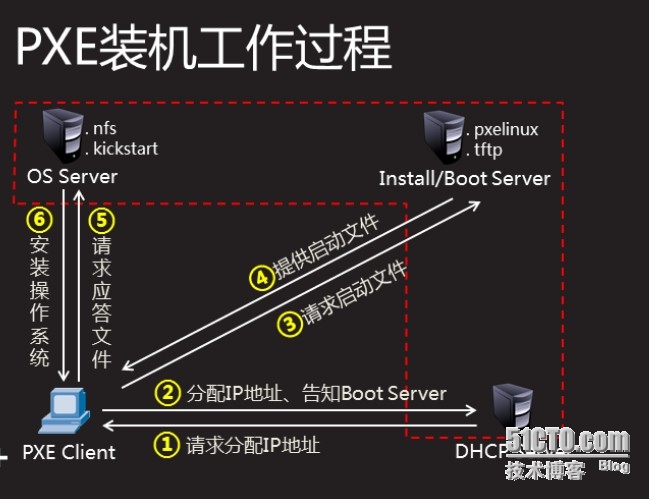 PXE装机工作过程
. nfs
. kickstart
OS Server
. pxelinux
. tftp
Install/Boot Server
⑥
安装操作系统
⑤
请求应答文件
④提供启动文件
③请求启动文件
② 分配IP地址、告知Boot Server
① 请求分配IP地址
PXE Client
DHCP
51CTO.com
技术博客 Blog